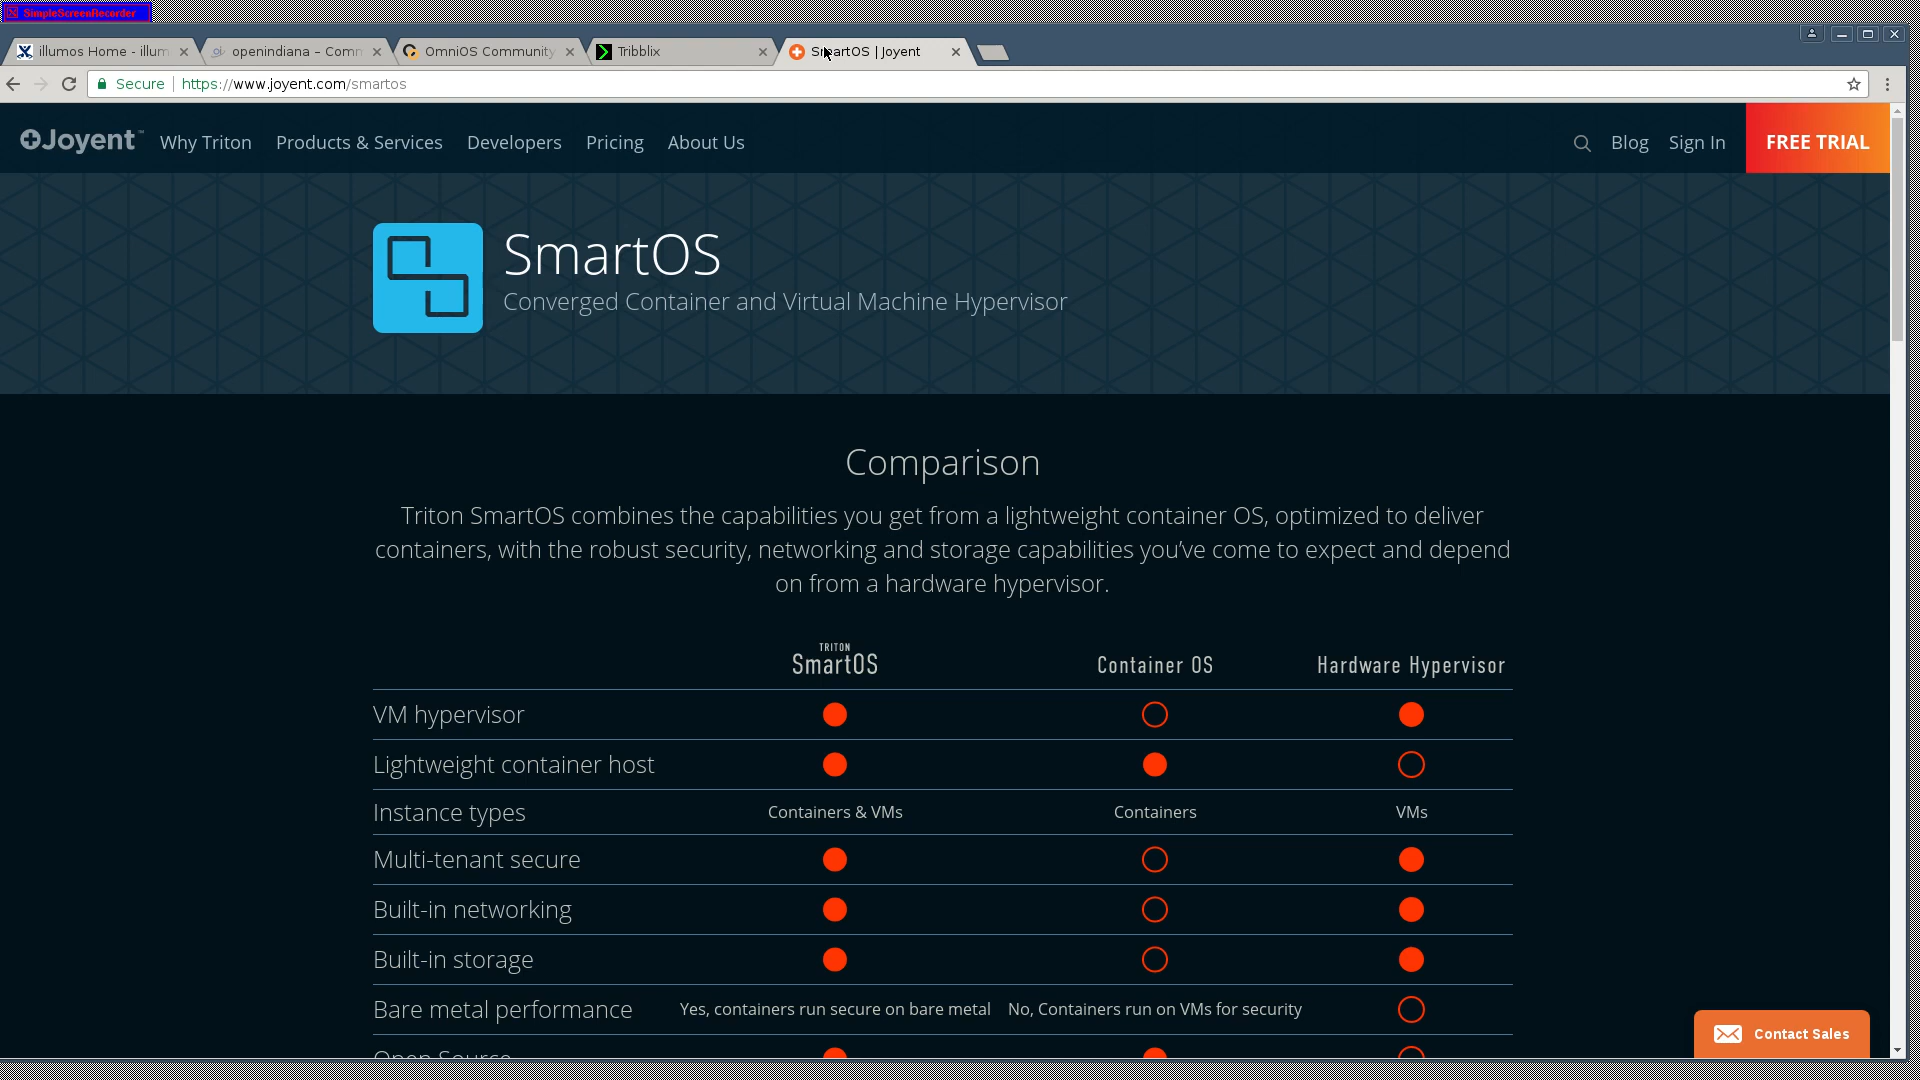 SimpleScreenRecorder
illumos Home - illum
openindiana – Comm
OmniOS Community
Tribblix
SmartOS | Joyent
Secure https://www.joyent.com/smartos
Joyent™ Why Triton Products & Services Developers Pricing About Us Blog Sign In FREE TRIAL
SmartOS
Converged Container and Virtual Machine Hypervisor
Comparison
Triton SmartOS combines the capabilities you get from a lightweight container OS, optimized to deliver
containers, with the robust security, networking and storage capabilities you’ve come to expect and depend
on from a hardware hypervisor.
TRITON
SmartOS Container OS Hardware Hypervisor
VM hypervisor
Lightweight container host
Instance types Containers & VMs Containers VMs
Multi-tenant secure
Built-in networking
Built-in storage
Bare metal performance Yes, containers run secure on bare metal No, Containers run on VMs for security
Open Source
Contact Sales